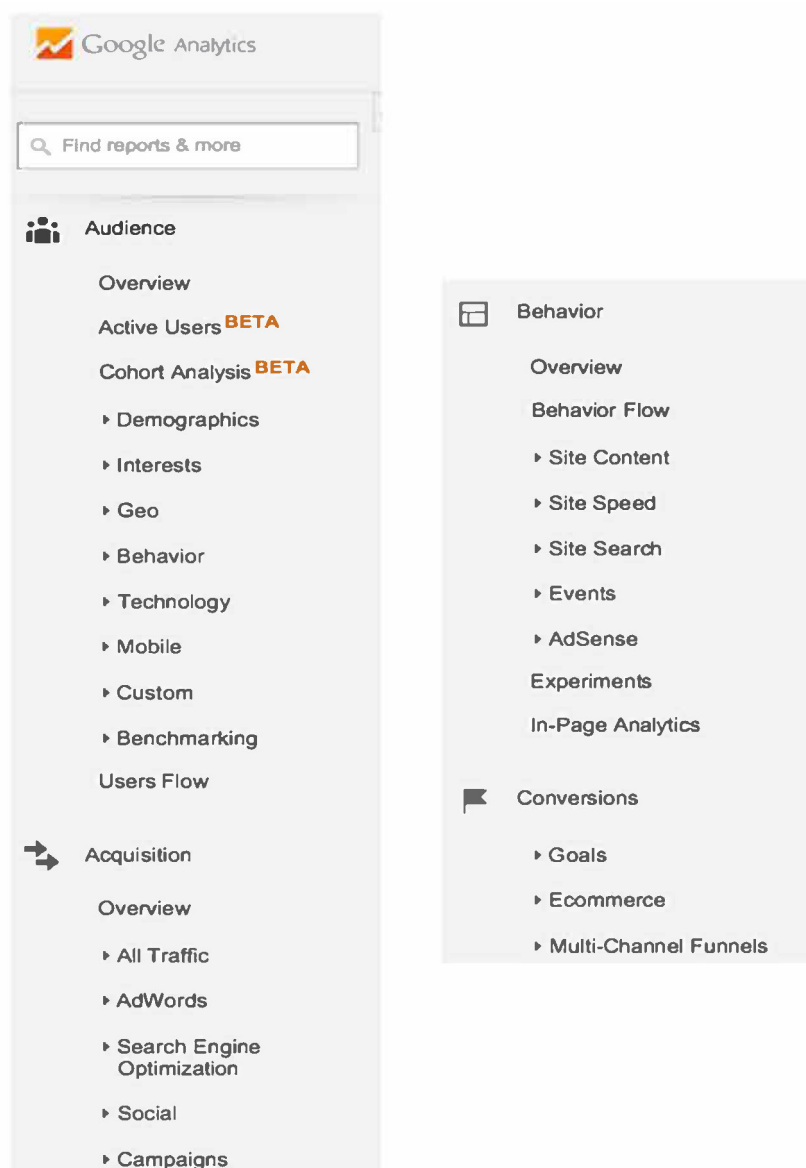 Google Analytics
Find reports & more
Audience
Overview
Active Users BETA
Cohort Analysis BETA
Demographics
Interests
Geo
Behavior
Technology
Mobile
Custom
Benchmarking
Users Flow
Acquisition
Overview
All Traffic
AdWords
Search Engine
Optimization
Social
Campaigns
Behavior
Overview
Behavior Flow
Site Content
Site Speed
Site Search
Events
AdSense
Experiments
In-Page Analytics
Conversions
Goals
Ecommerce
Multi-Channel Funnels